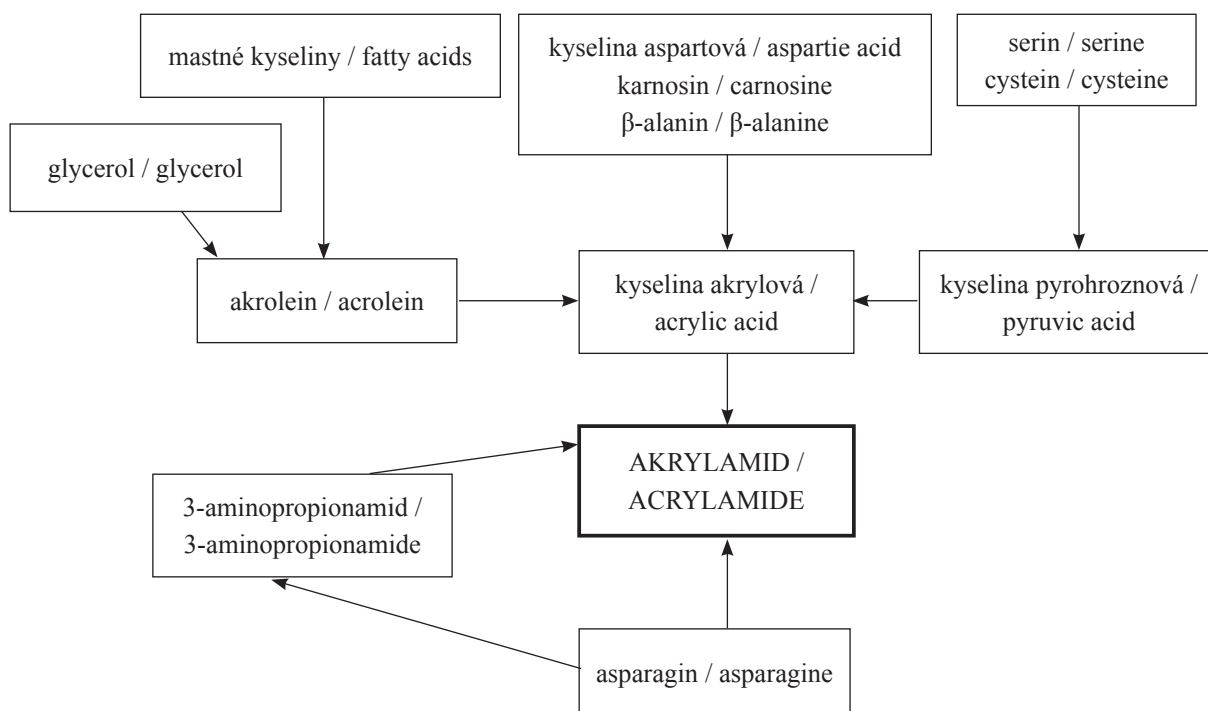 mastné kyseliny / fatty acids
kyselina aspartová / aspartie acid
karnosin / carnosine
β-alanin / β-alanine
serin / serine
cystein / cysteine
glycerol / glycerol
akrolein / acrolein
kyselina akrylová /
acrylic acid
kyselina pyrohroznová /
pyruvic acid
AKRYLAMID /
ACRYLAMIDE
3-aminopropionamid /
3-aminopropionamide
asparagin / asparagine